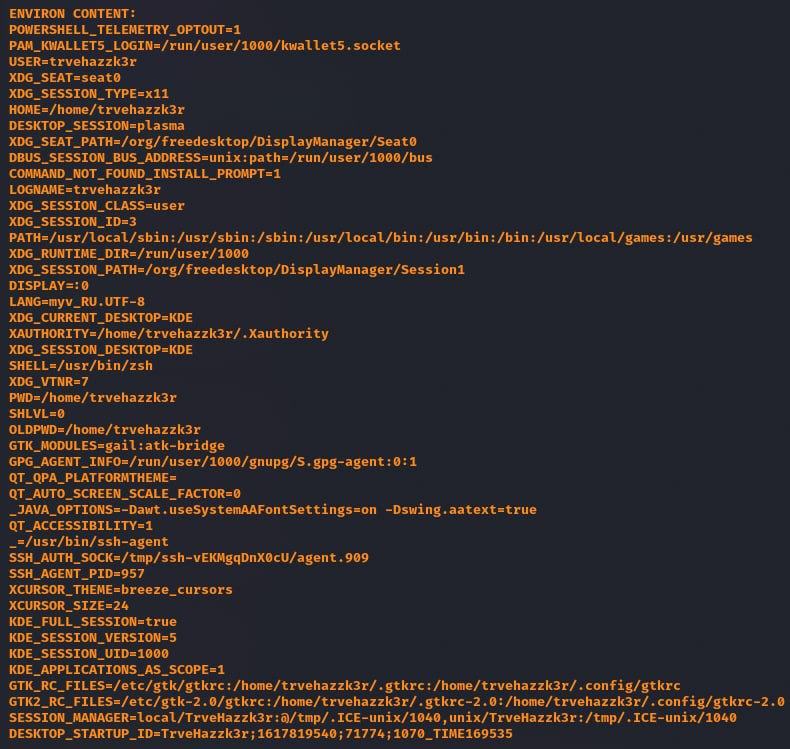 ENVIRON CONTENT:
POWERSHELL_TELEMETRY_OPTOUT=1
PAM_KWALLET5_LOGIN=/run/user/1000/kwallet5.socket
USER=trvehazzk3r
XDG_SEAT=seat0
XDG_SESSION_TYPE=x11
HOME=/home/trvehazzk3r
DESKTOP_SESSION=plasma
XDG_SEAT_PATH=/org/freedesktop/DisplayManager/Seat0
DBUS_SESSION_BUS_ADDRESS=unix:path=/run/user/1000/bus
COMMAND_NOT_FOUND_INSTALL_PROMPT=1
LOGNAME=trvehazzk3r
XDG_SESSION_CLASS=user
XDG_SESSION_ID=3
PATH=/usr/local/sbin:/usr/sbin:/sbin:/usr/local/bin:/usr/bin:/bin:/usr/local/games:/usr/games
XDG_RUNTIME_DIR=/run/user/1000
XDG_SESSION_PATH=/org/freedesktop/DisplayManager/Session1
DISPLAY=:0
LANG=myv_RU.UTF-8
XDG_CURRENT_DESKTOP=KDE
XAUTHORITY=/home/trvehazzk3r/.Xauthority
XDG_SESSION_DESKTOP=KDE
SHELL=/usr/bin/zsh
XDG_VTNR=7
PWD=/home/trvehazzk3r
SHLVL=0
OLDPWD=/home/trvehazzk3r
GTK_MODULES=gail:atk-bridge
GPG_AGENT_INFO=/run/user/1000/gnupg/S.gpg-agent:0:1
QT_QPA_PLATFORMTHEME=
QT_AUTO_SCREEN_SCALE_FACTOR=0
_JAVA_OPTIONS=-Dawt.useSystemAAFontSettings=on -Dswing.aatext=true
QT_ACCESSIBILITY=1
_=/usr/bin/ssh-agent
SSH_AUTH_SOCK=/tmp/ssh-vEKMgqDnX0cU/agent.909
SSH_AGENT_PID=957
XCURSOR_THEME=breeze_cursors
XCURSOR_SIZE=24
KDE_FULL_SESSION=true
KDE_SESSION_VERSION=5
KDE_SESSION_UID=1000
KDE_APPLICATIONS_AS_SCOPE=1
GTK_RC_FILES=/etc/gtk/gtkrc:/home/trvehazzk3r/.gtkrc:/home/trvehazzk3r/.config/gtkrc
GTK2_RC_FILES=/etc/gtk-2.0/gtkrc:/home/trvehazzk3r/.gtkrc-2.0:/home/trvehazzk3r/.config/gtkrc-2.0
SESSION_MANAGER=local/TrveHazzk3r:@/tmp/.ICE-unix/1040,unix/TrveHazzk3r:/tmp/.ICE-unix/1040
DESKTOP_STARTUP_ID=TrveHazzk3r;1617819540;71774;1070_TIME169535